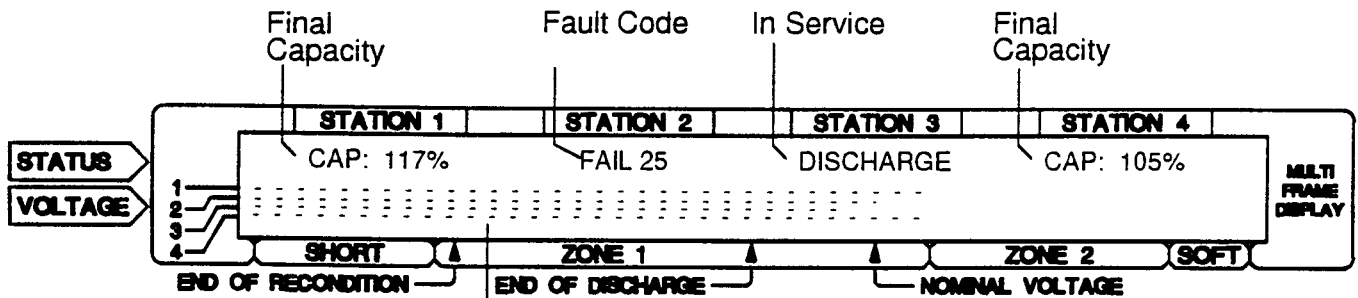 Final Capacity
Fault Code
In Service
Final Capacity
STATION 1
STATION 2
STATION 3
STATION 4
STATUS
CAP: 117%
FAIL 25
DISCHARGE
CAP: 105%
VOLTAGE
1
2
3
4
MULTI
FRAME
DISPLAY
SHORT
ZONE 1
ZONE 2
SOFT
END OF RECONDITION
END OF DISCHARGE
NOMINAL VOLTAGE